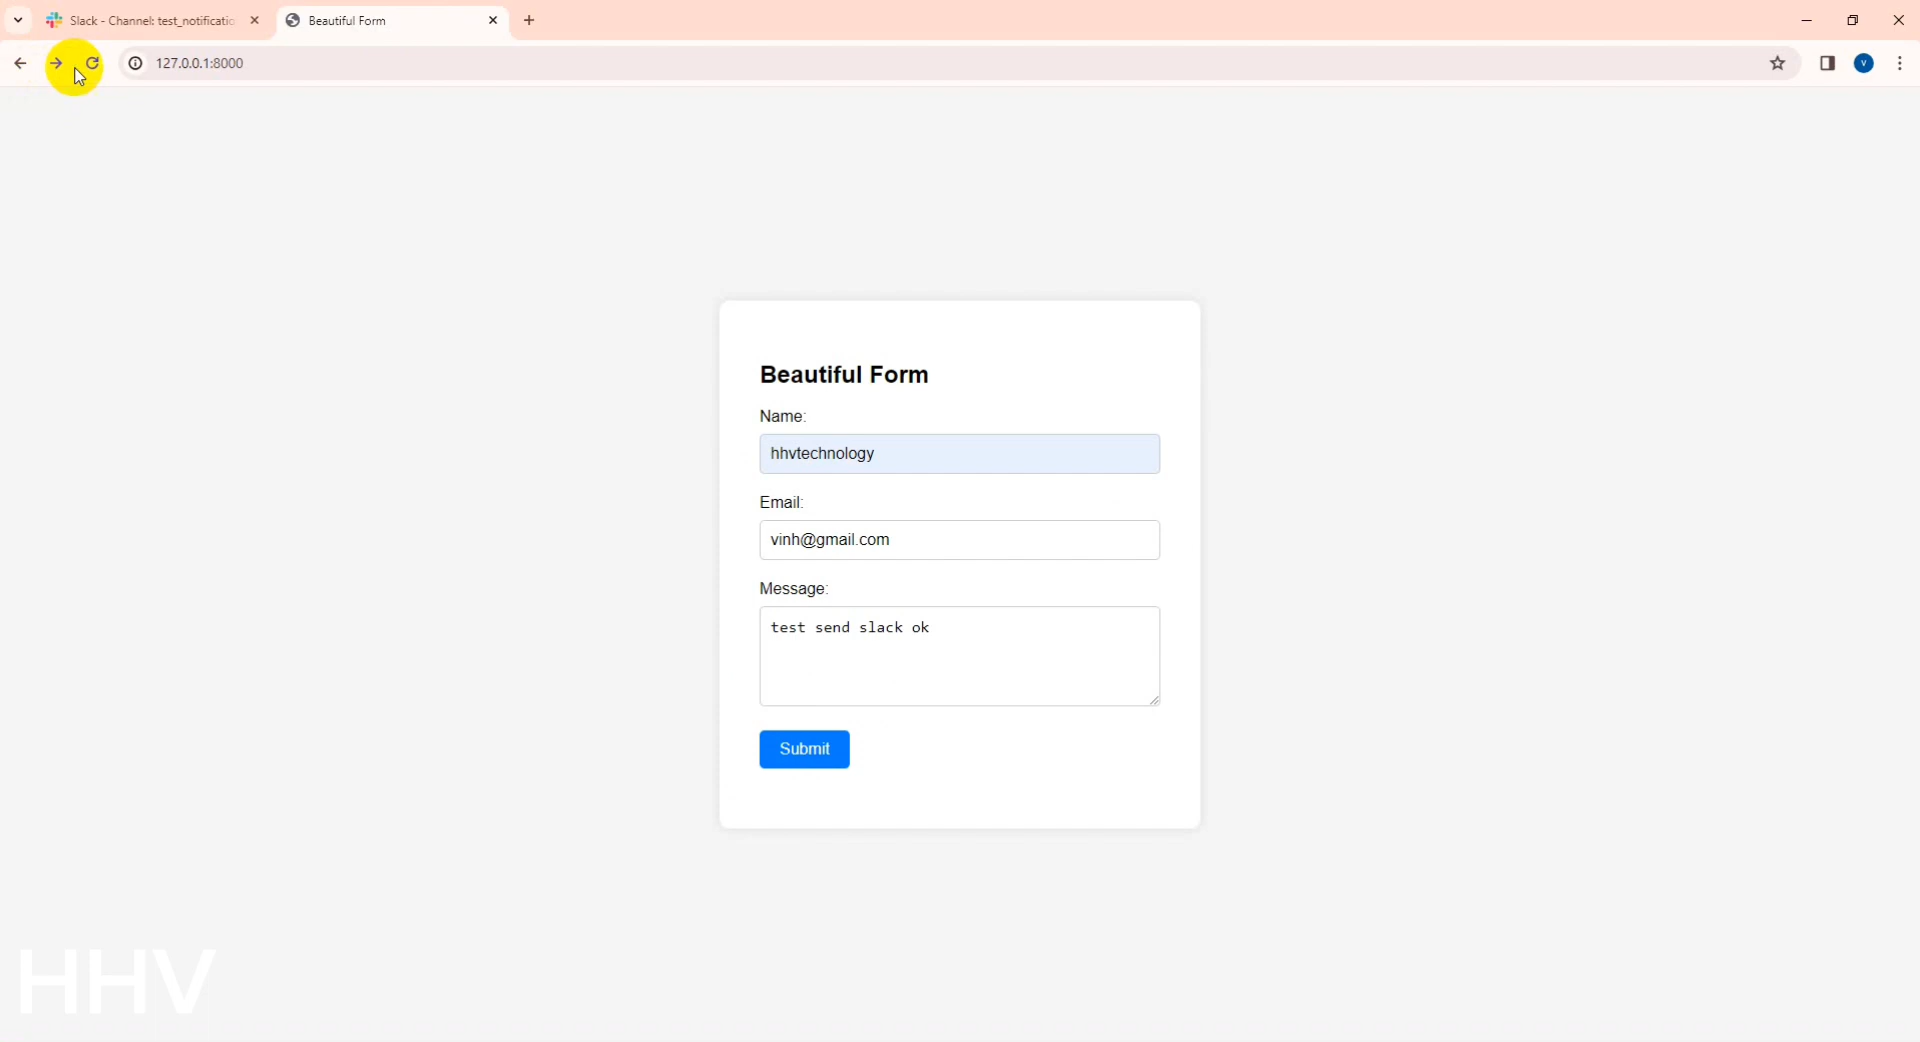 Slack - Channel: test_notificatio
Beautiful Form
127.0.0.1:8000
V
Beautiful Form
Name:
hhvtechnology
Email:
vinh@gmail.com
Message:
test send slack ok
Submit
HHV